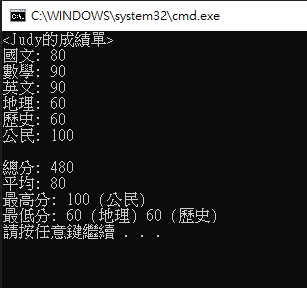 C:\WINDOWS\system32\cmd.exe
<Judy的成績單>
國文: 80
數學: 90
英文: 90
地理: 60
歷史: 60
公民: 100
總分: 480
平均: 80
最高分: 100 (公民)
最低分: 60 (地理) 60 (歷史)
請按任意鍵繼續 . . .